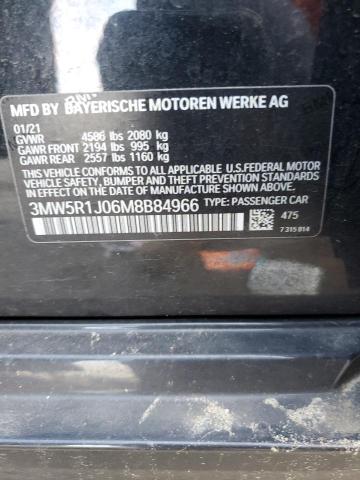 MFD BY BAYERISCHE MOTOREN WERKE AG
01/21
GVWR 4586 lbs 2080 kg
GAWR FRONT 2194 lbs 995 kg
GAWR REAR 2557 lbs 1160 kg
THIS VEHICLE CONFORMS TO ALL APPLICABLE U.S.FEDERAL MOTOR
VEHICLE SAFETY, BUMPER AND THEFT PREVENTION STANDARDS
IN EFFECT ON THE DATE OF MANUFACTURE SHOWN ABOVE.
3MW5R1J06M8B84966 TYPE: PASSENGER CAR
475
7 315 014